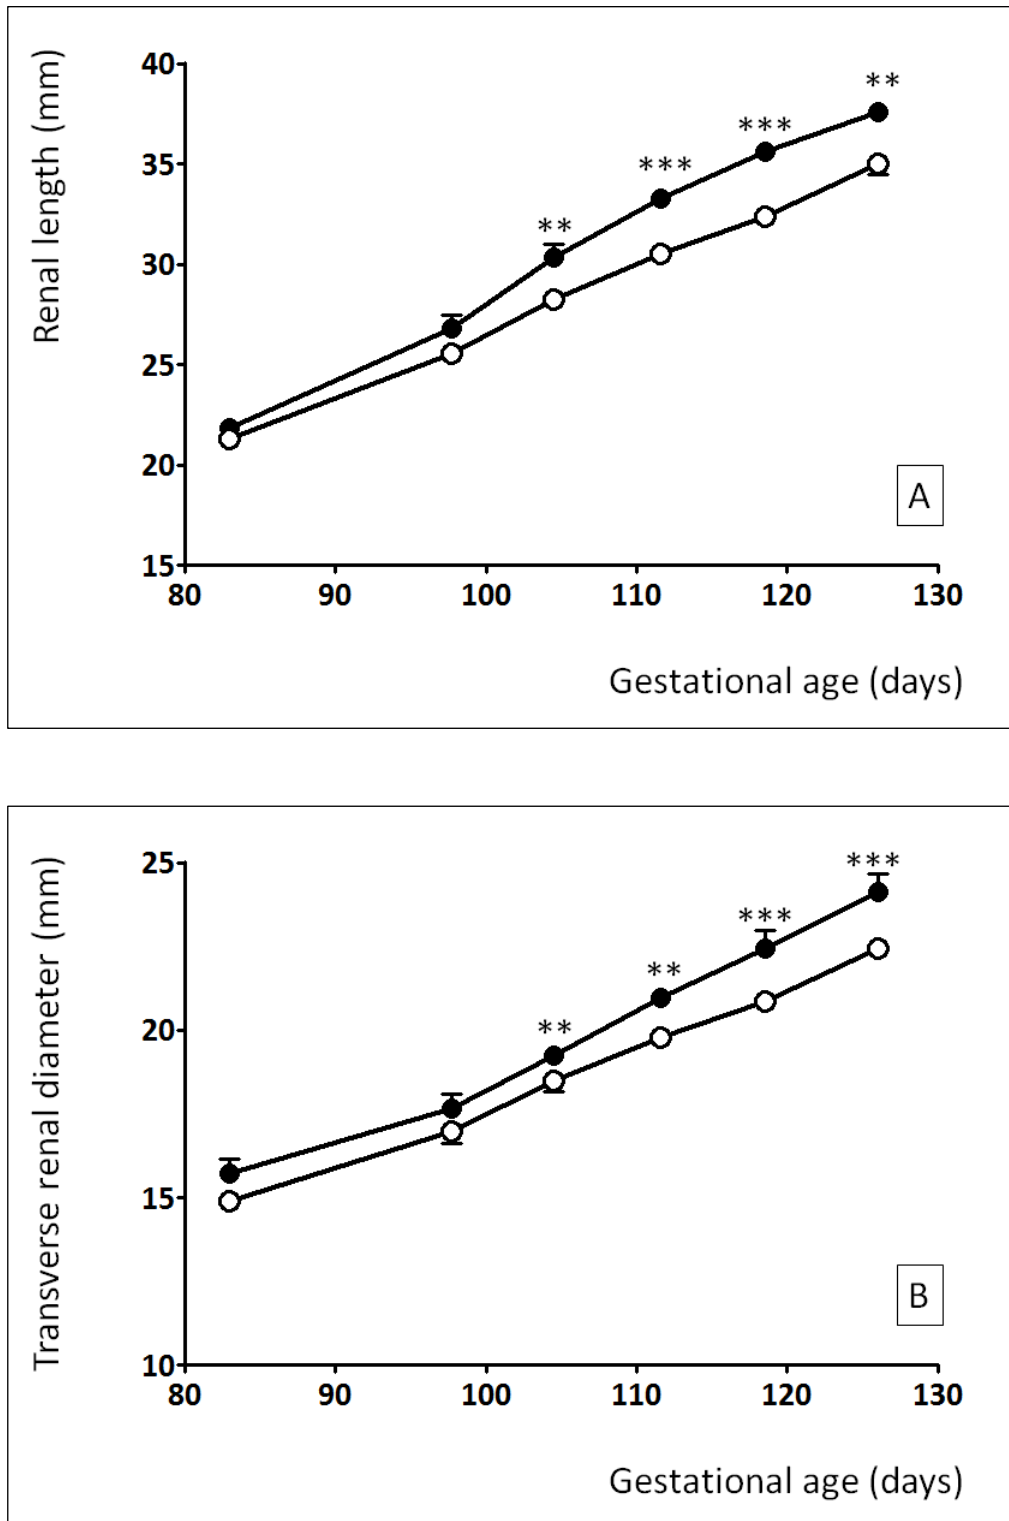 Renal length (mm)
40
35
30
25
20
15
**
***
***
**
A
80 90 100 110 120 130
Gestational age (days)
Transverse renal diameter (mm)
25
20
15
10
**
**
***
***
B
80 90 100 110 120 130
Gestational age (days)